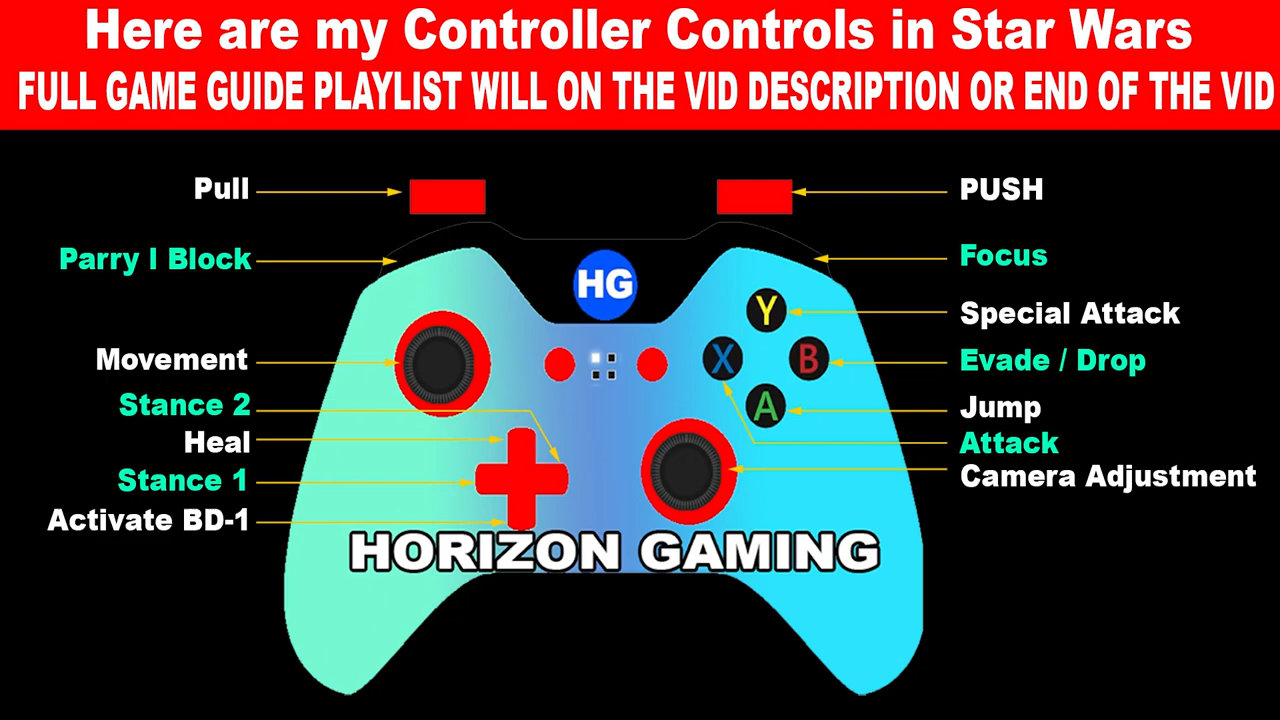 Here are my Controller Controls in Star Wars
FULL GAME GUIDE PLAYLIST WILL ON THE VID DESCRIPTION OR END OF THE VID
Pull
PUSH
Parry I Block
Focus
HG
Y
Special Attack
Movement
X
B
Evade / Drop
Stance 2
A
Jump
Heal
Attack
Stance 1
Camera Adjustment
Activate BD-1
HORIZON GAMING